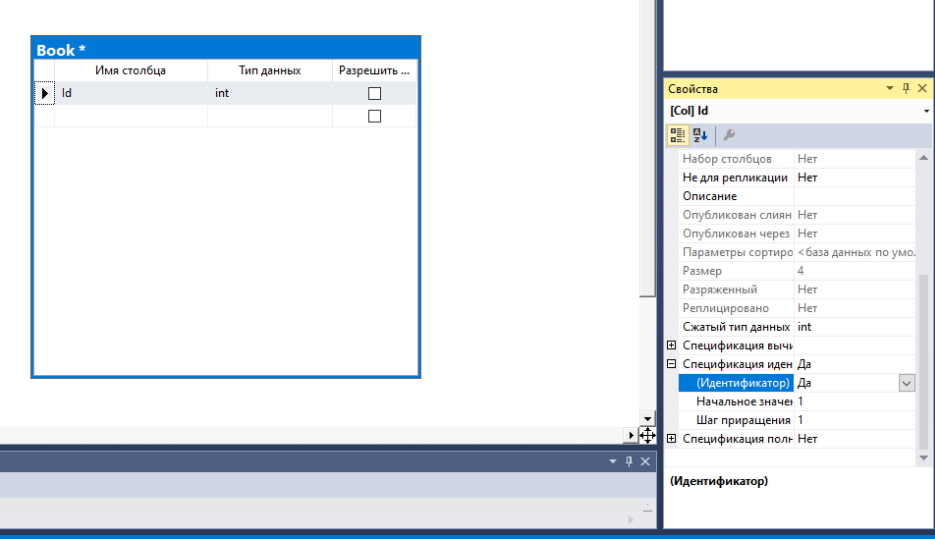 Book *
Имя столбца Тип данных Разрешить ...
Id int
Свойства
[Col] Id
Набор столбцов Нет
Не для репликации Нет
Описание
Опубликован слиян Нет
Опубликован через Нет
Параметры сортиро <база данных по умо.
Размер 4
Разряженный Нет
Реплицировано Нет
Сжатый тип данных int
Спецификация вычи
Спецификация иден Да
(Идентификатор) Да
Начальное значен 1
Шаг приращения 1
Спецификация полн Нет
(Идентификатор)